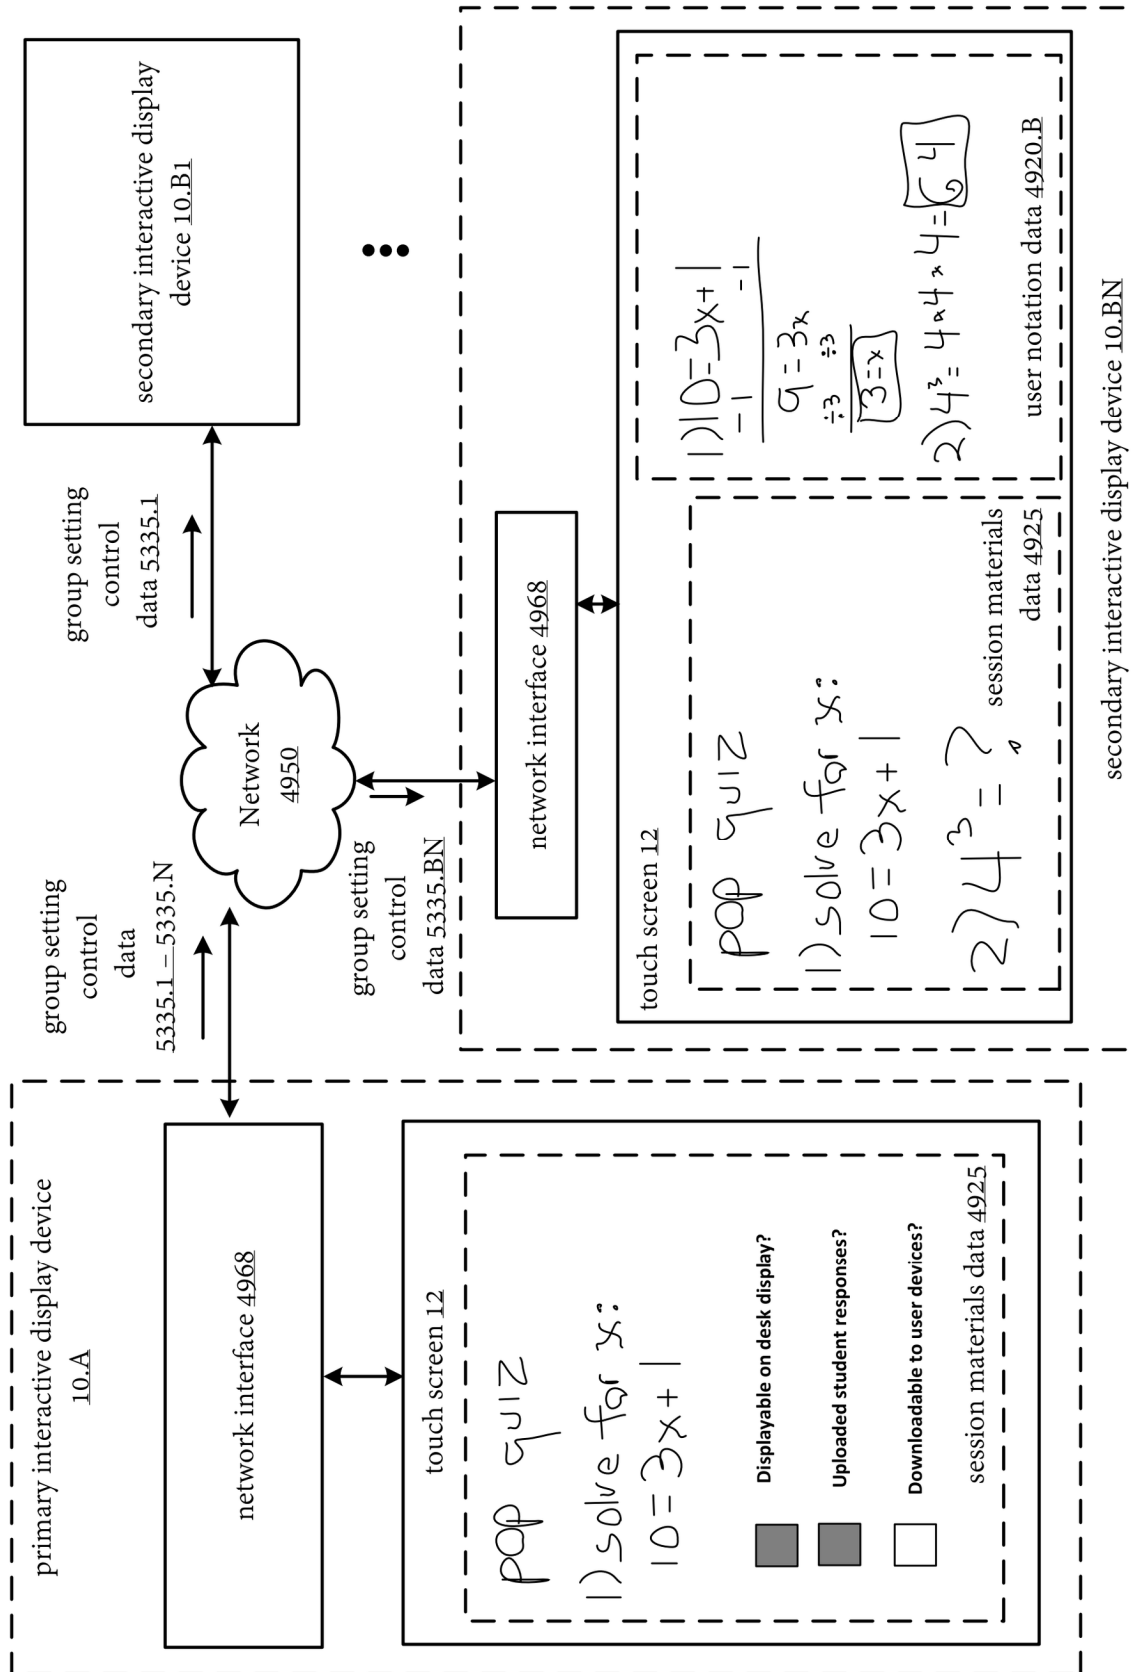 primary interactive display device
10.A
network interface 4968
touch screen 12
pop quiz
1) solve for x:
10=3x+1
Displayable on desk display?
Uploaded student responses?
Downloadable to user devices?
session materials data 4925
group setting
control
data
5335.1 – 5335.N
Network
4950
group setting
control
data 5335.1
secondary interactive display
device 10.B1
group setting
control
data 5335.BN
network interface 4968
touch screen 12
pop quiz
1) solve for x:
10=3x+1
2) 4³=?
session materials
data 4925
1) 10=3x+1
-1 -1
9=3x
÷3 ÷3
3=x
2) 4³= 4×4×4=64
user notation data 4920.B
secondary interactive display device 10.BN